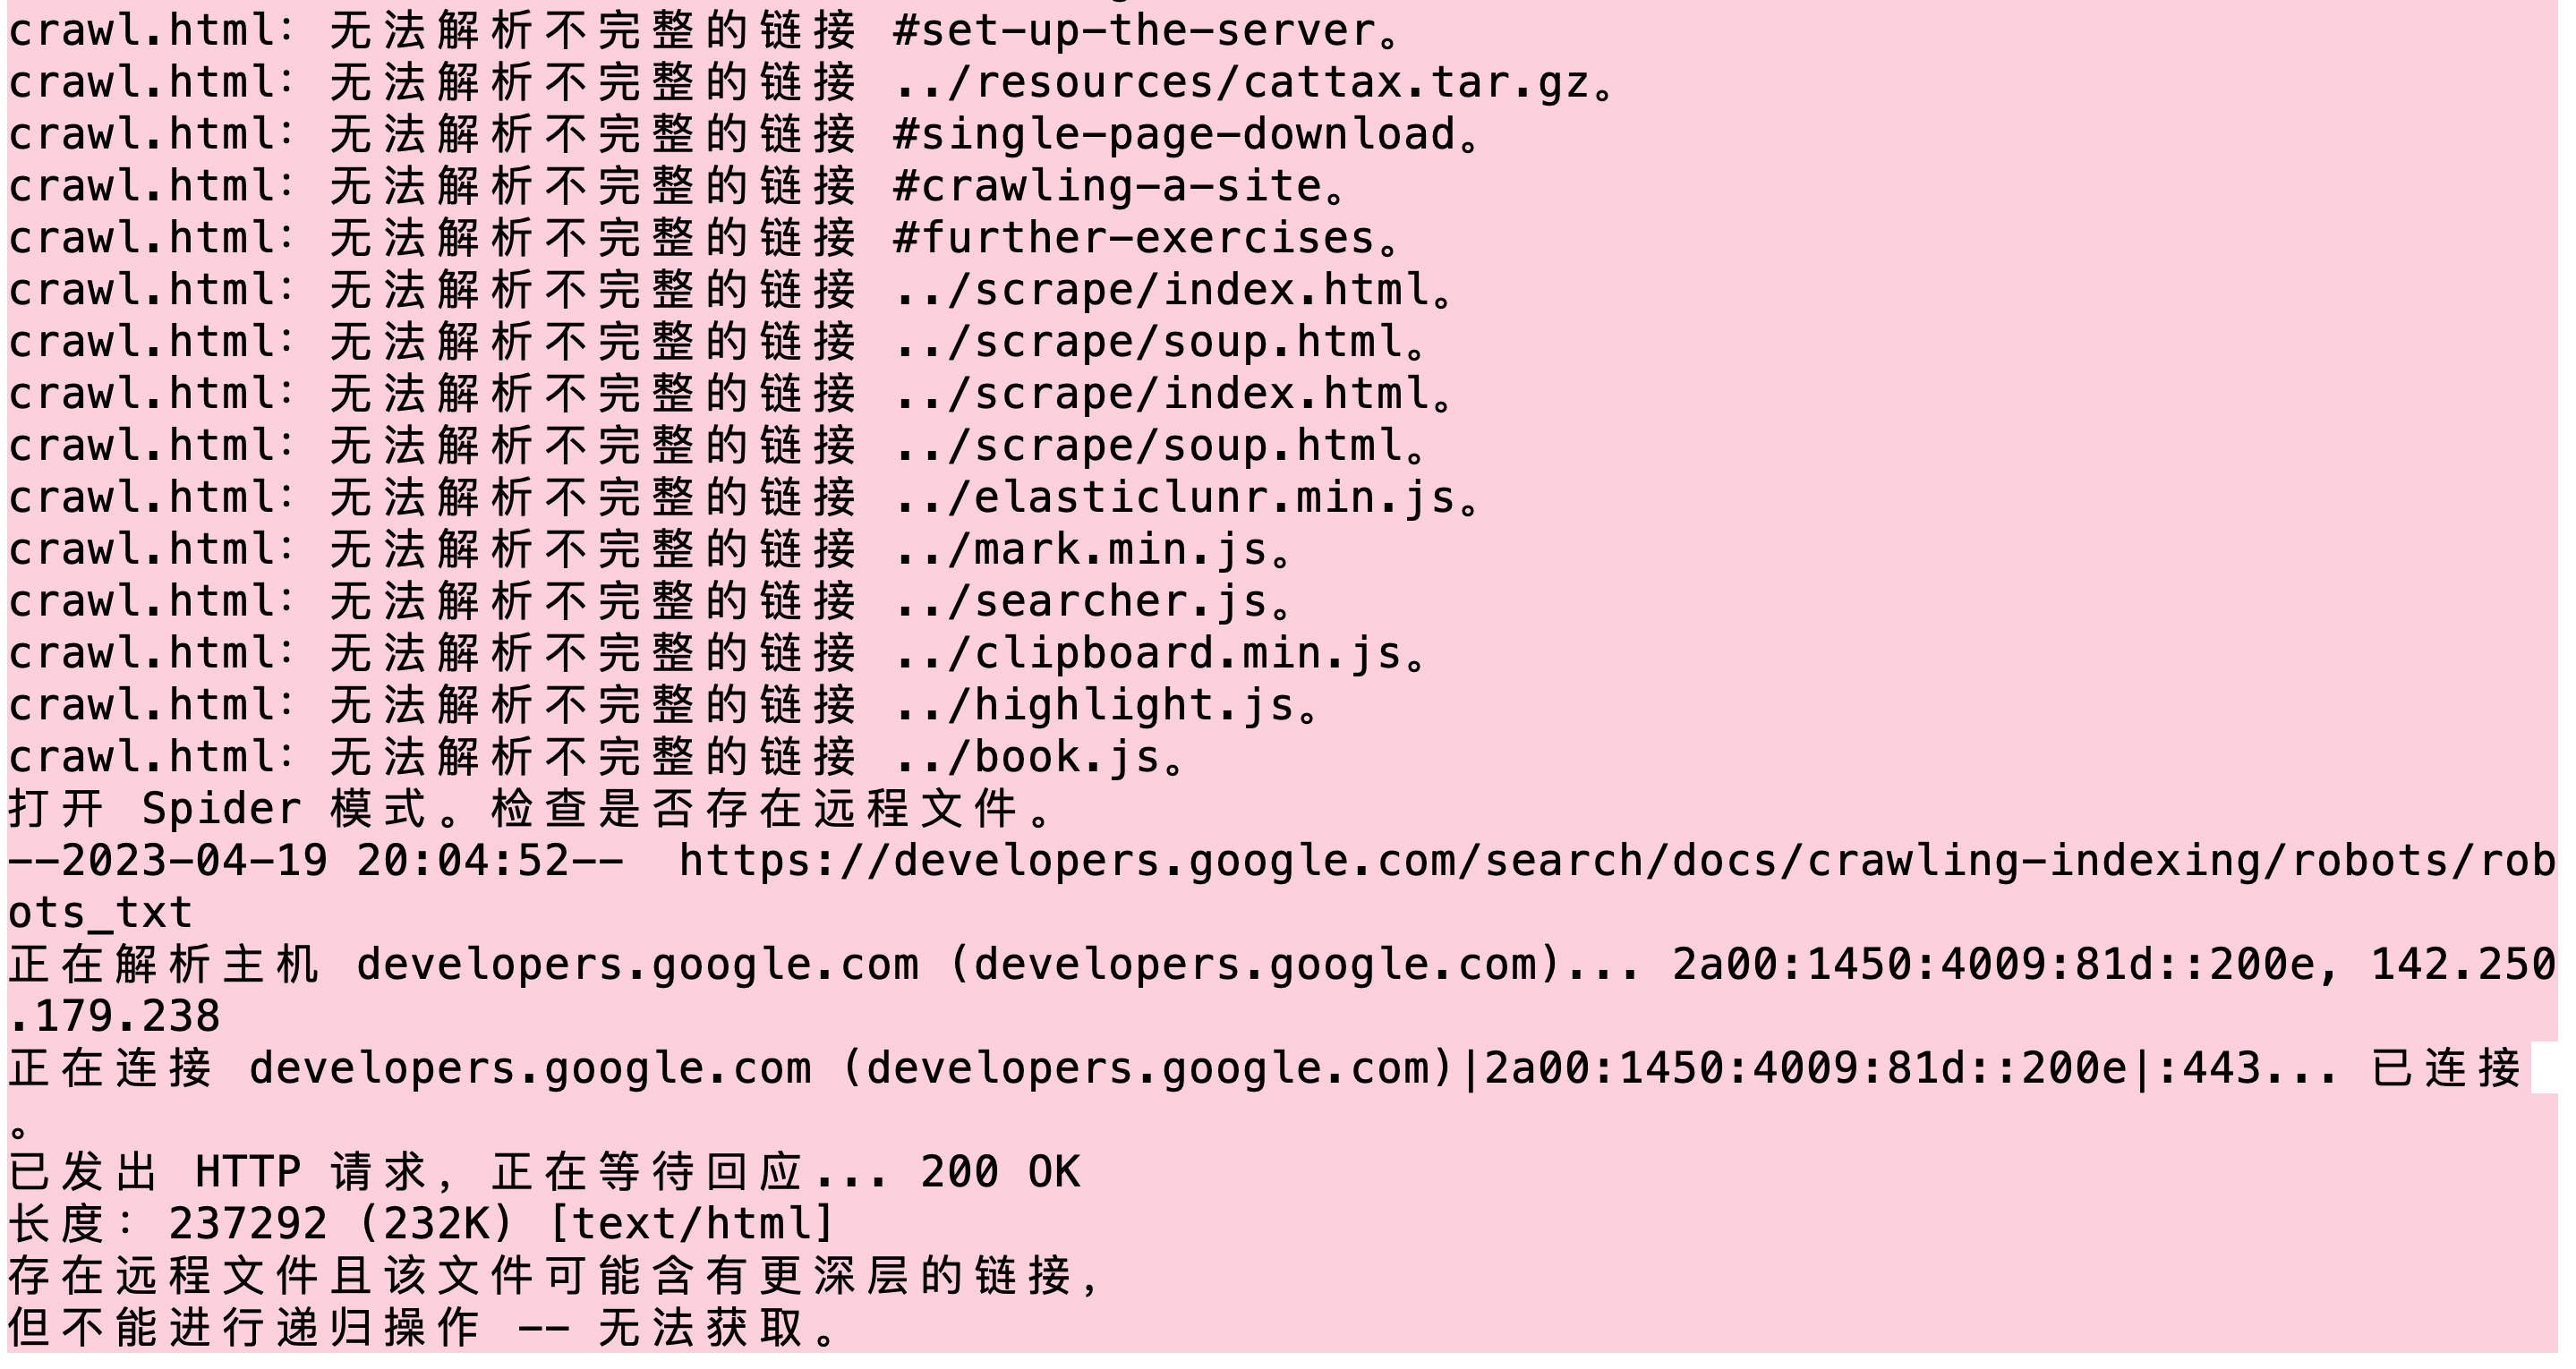 crawl.html: 无法解析不完整的链接 #set-up-the-server。
crawl.html: 无法解析不完整的链接 ../resources/cattax.tar.gz。
crawl.html: 无法解析不完整的链接 #single-page-download。
crawl.html: 无法解析不完整的链接 #crawling-a-site。
crawl.html: 无法解析不完整的链接 #further-exercises。
crawl.html: 无法解析不完整的链接 ../scrape/index.html。
crawl.html: 无法解析不完整的链接 ../scrape/soup.html。
crawl.html: 无法解析不完整的链接 ../scrape/index.html。
crawl.html: 无法解析不完整的链接 ../scrape/soup.html。
crawl.html: 无法解析不完整的链接 ../elasticlunr.min.js。
crawl.html: 无法解析不完整的链接 ../mark.min.js。
crawl.html: 无法解析不完整的链接 ../searcher.js。
crawl.html: 无法解析不完整的链接 ../clipboard.min.js。
crawl.html: 无法解析不完整的链接 ../highlight.js。
crawl.html: 无法解析不完整的链接 ../book.js。
打开 Spider 模式。检查是否存在远程文件。
--2023-04-19 20:04:52--  https://developers.google.com/search/docs/crawling-indexing/robots/rob
ots_txt
正在解析主机 developers.google.com (developers.google.com)... 2a00:1450:4009:81d::200e, 142.250
.179.238
正在连接 developers.google.com (developers.google.com)|2a00:1450:4009:81d::200e|:443... 已连接
。
已发出 HTTP 请求，正在等待回应... 200 OK
长度：237292 (232K) [text/html]
存在远程文件且该文件可能含有更深层的链接，
但不能进行递归操作 -- 无法获取。